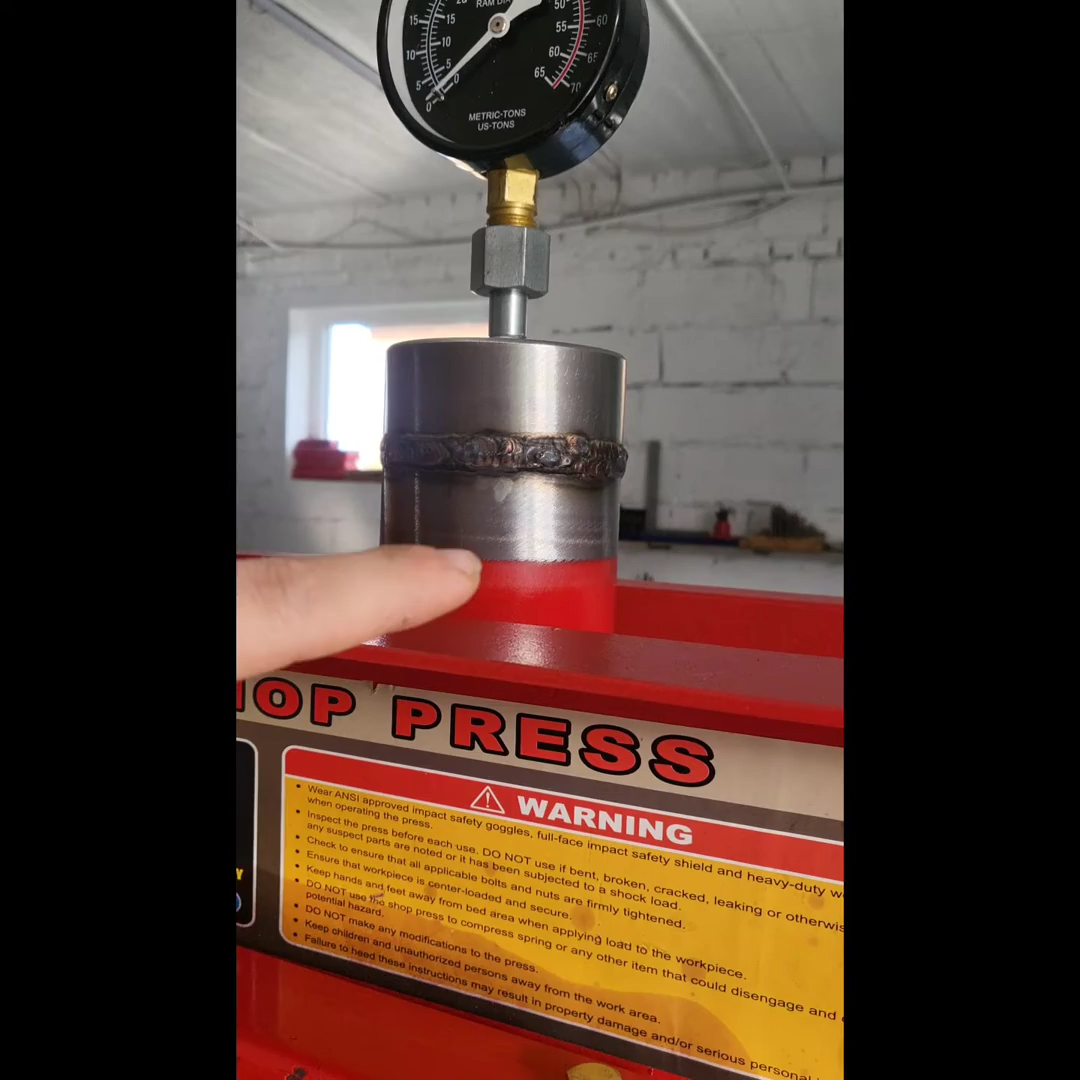 RAM DIA
15 15
10 10
5 5
0 0
50
55 60
60 65
65 70
METRIC-TONS
US-TONS
HOP PRESS
WARNING
• Wear ANSI approved impact safety goggles, full-face impact safety shield and heavy-duty w
when operating the press.
• Inspect the press before each use. DO NOT use if bent, broken, cracked, leaking or otherwis
any suspect parts are noted or it has been subjected to a shock load.
• Check to ensure that all applicable bolts and nuts are firmly tightened.
• Ensure that workpiece is center-loaded and secure.
• Keep hands and feet away from bed area when applying load to the workpiece.
• DO NOT use the shop press to compress spring or any other item that could disengage and
potential hazard.
• DO NOT make any modifications to the press.
• Keep children and unauthorized persons away from the work area.
• Failure to heed these instructions may result in property damage and/or serious personal
Y